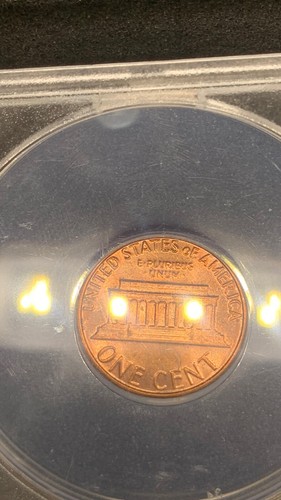 UNITED STATES OF AMERICA
E·PLURIBUS
UNUM
ONE CENT